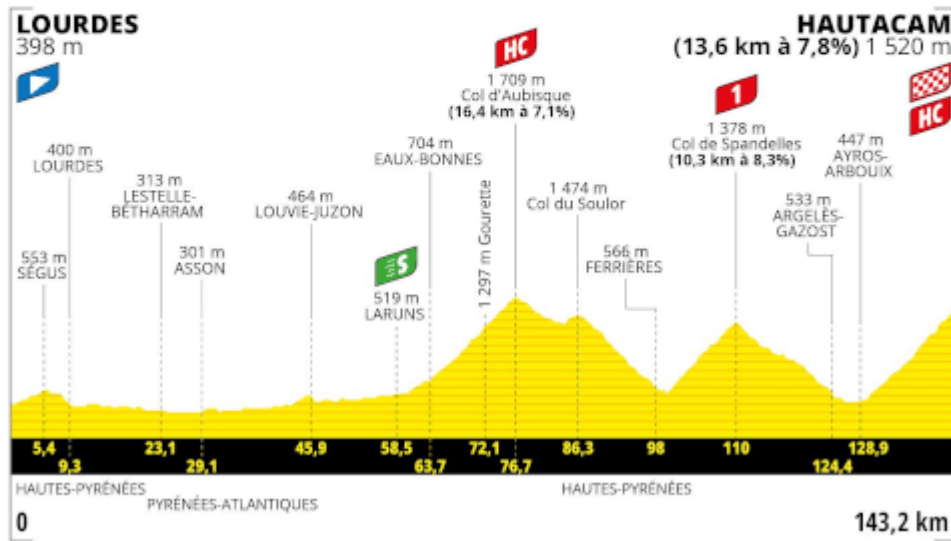 LOURDES
398 m
HAUTACAM
(13,6 km à 7,8%) 1 520 m
HC
1 709 m
Col d'Aubisque
(16,4 km à 7,1%)
1
1 378 m
Col de Spandelles
(10,3 km à 8,3%)
HC
400 m
LOURDES
704 m
EAUX-BONNES
447 m
AYROS-
ARBOUIX
313 m
LESTELLE-
BÉTHARRAM
464 m
LOUVIE-JUZON
1 474 m
Col du Soulor
533 m
ARGELÈS-
GAZOST
553 m
SÉGUS
301 m
ASSON
S
519 m
LARUNS
1 297 m Gourette
566 m
FERRIÈRES
5,4
9,3
23,1
29,1
45,9
58,5
63,7
72,1
76,7
86,3
98
110
124,4
128,9
HAUTES-PYRÉNÉES
PYRÉNÉES-ATLANTIQUES
HAUTES-PYRÉNÉES
0
143,2 km